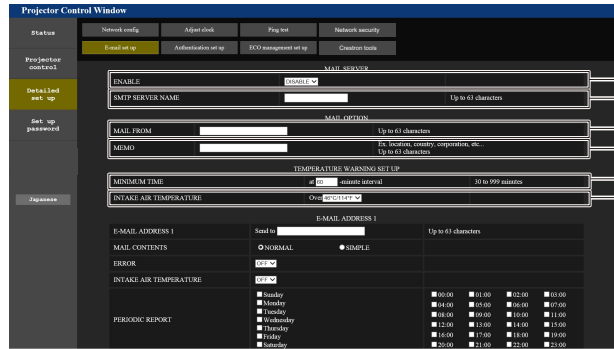 Projector Control Window
Status
Network config
Adjust clock
Ping test
Network security
E-mail set up
Authentication set up
ECO management set up
Crestron tools
Projector
control
Detailed
set up
Set up
password
Japanese
MAIL SERVER
ENABLE DISABLE
SMTP SERVER NAME Up to 63 characters
MAIL OPTION
MAIL FROM Up to 63 characters
MEMO Ex. location, country, corporation, etc...
Up to 63 characters
TEMPERATURE WARNING SET UP
MINIMUM TIME at 60 -minute interval 30 to 999 minutes
INTAKE AIR TEMPERATURE Over 46°C/114°F
E-MAIL ADDRESS 1
E-MAIL ADDRESS 1 Send to Up to 63 characters
MAIL CONTENTS NORMAL SIMPLE
ERROR OFF
INTAKE AIR TEMPERATURE OFF
PERIODIC REPORT
Sunday 00:00 01:00 02:00 03:00
Monday 04:00 05:00 06:00 07:00
Tuesday 08:00 09:00 10:00 11:00
Wednesday 12:00 13:00 14:00 15:00
Thursday 16:00 17:00 18:00 19:00
Friday 20:00 21:00 22:00 23:00
Saturday